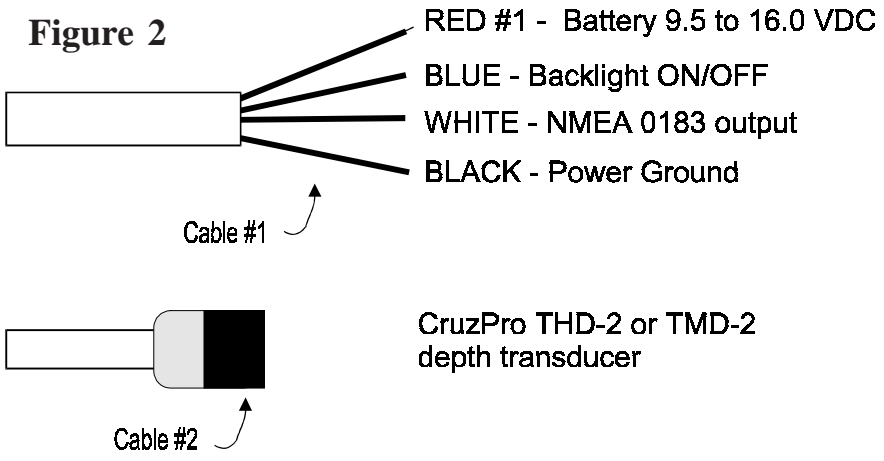 Figure 2
RED #1 - Battery 9.5 to 16.0 VDC
BLUE - Backlight ON/OFF
WHITE - NMEA 0183 output
BLACK - Power Ground
Cable #1
CruzPro THD-2 or TMD-2
depth transducer
Cable #2